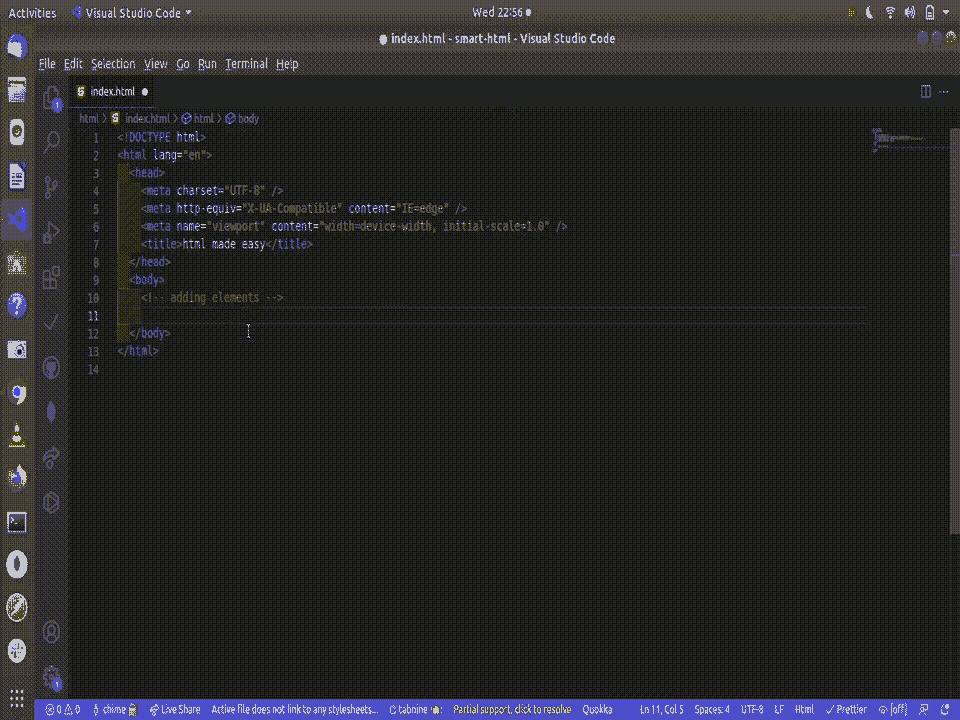 Activities
Visual Studio Code
Wed 22:56
index.html - smart-html - Visual Studio Code
File Edit Selection View Go Run Terminal Help
index.html
html > index.html > html > body
1 <!DOCTYPE html>
2 <html lang="en">
3 <head>
4 <meta charset="UTF-8" />
5 <meta http-equiv="X-UA-Compatible" content="IE=edge" />
6 <meta name="viewport" content="width=device-width, initial-scale=1.0" />
7 <title>html made easy</title>
8 </head>
9 <body>
10 <!-- adding elements -->
11
12 </body>
13 </html>
14
1
1
0 0 chime Live Share Active file does not link to any stylesheets... tabnine Partial support, click to resolve Quokka Ln 11, Col 5 Spaces: 4 UTF-8 LF Html Prettier [off]